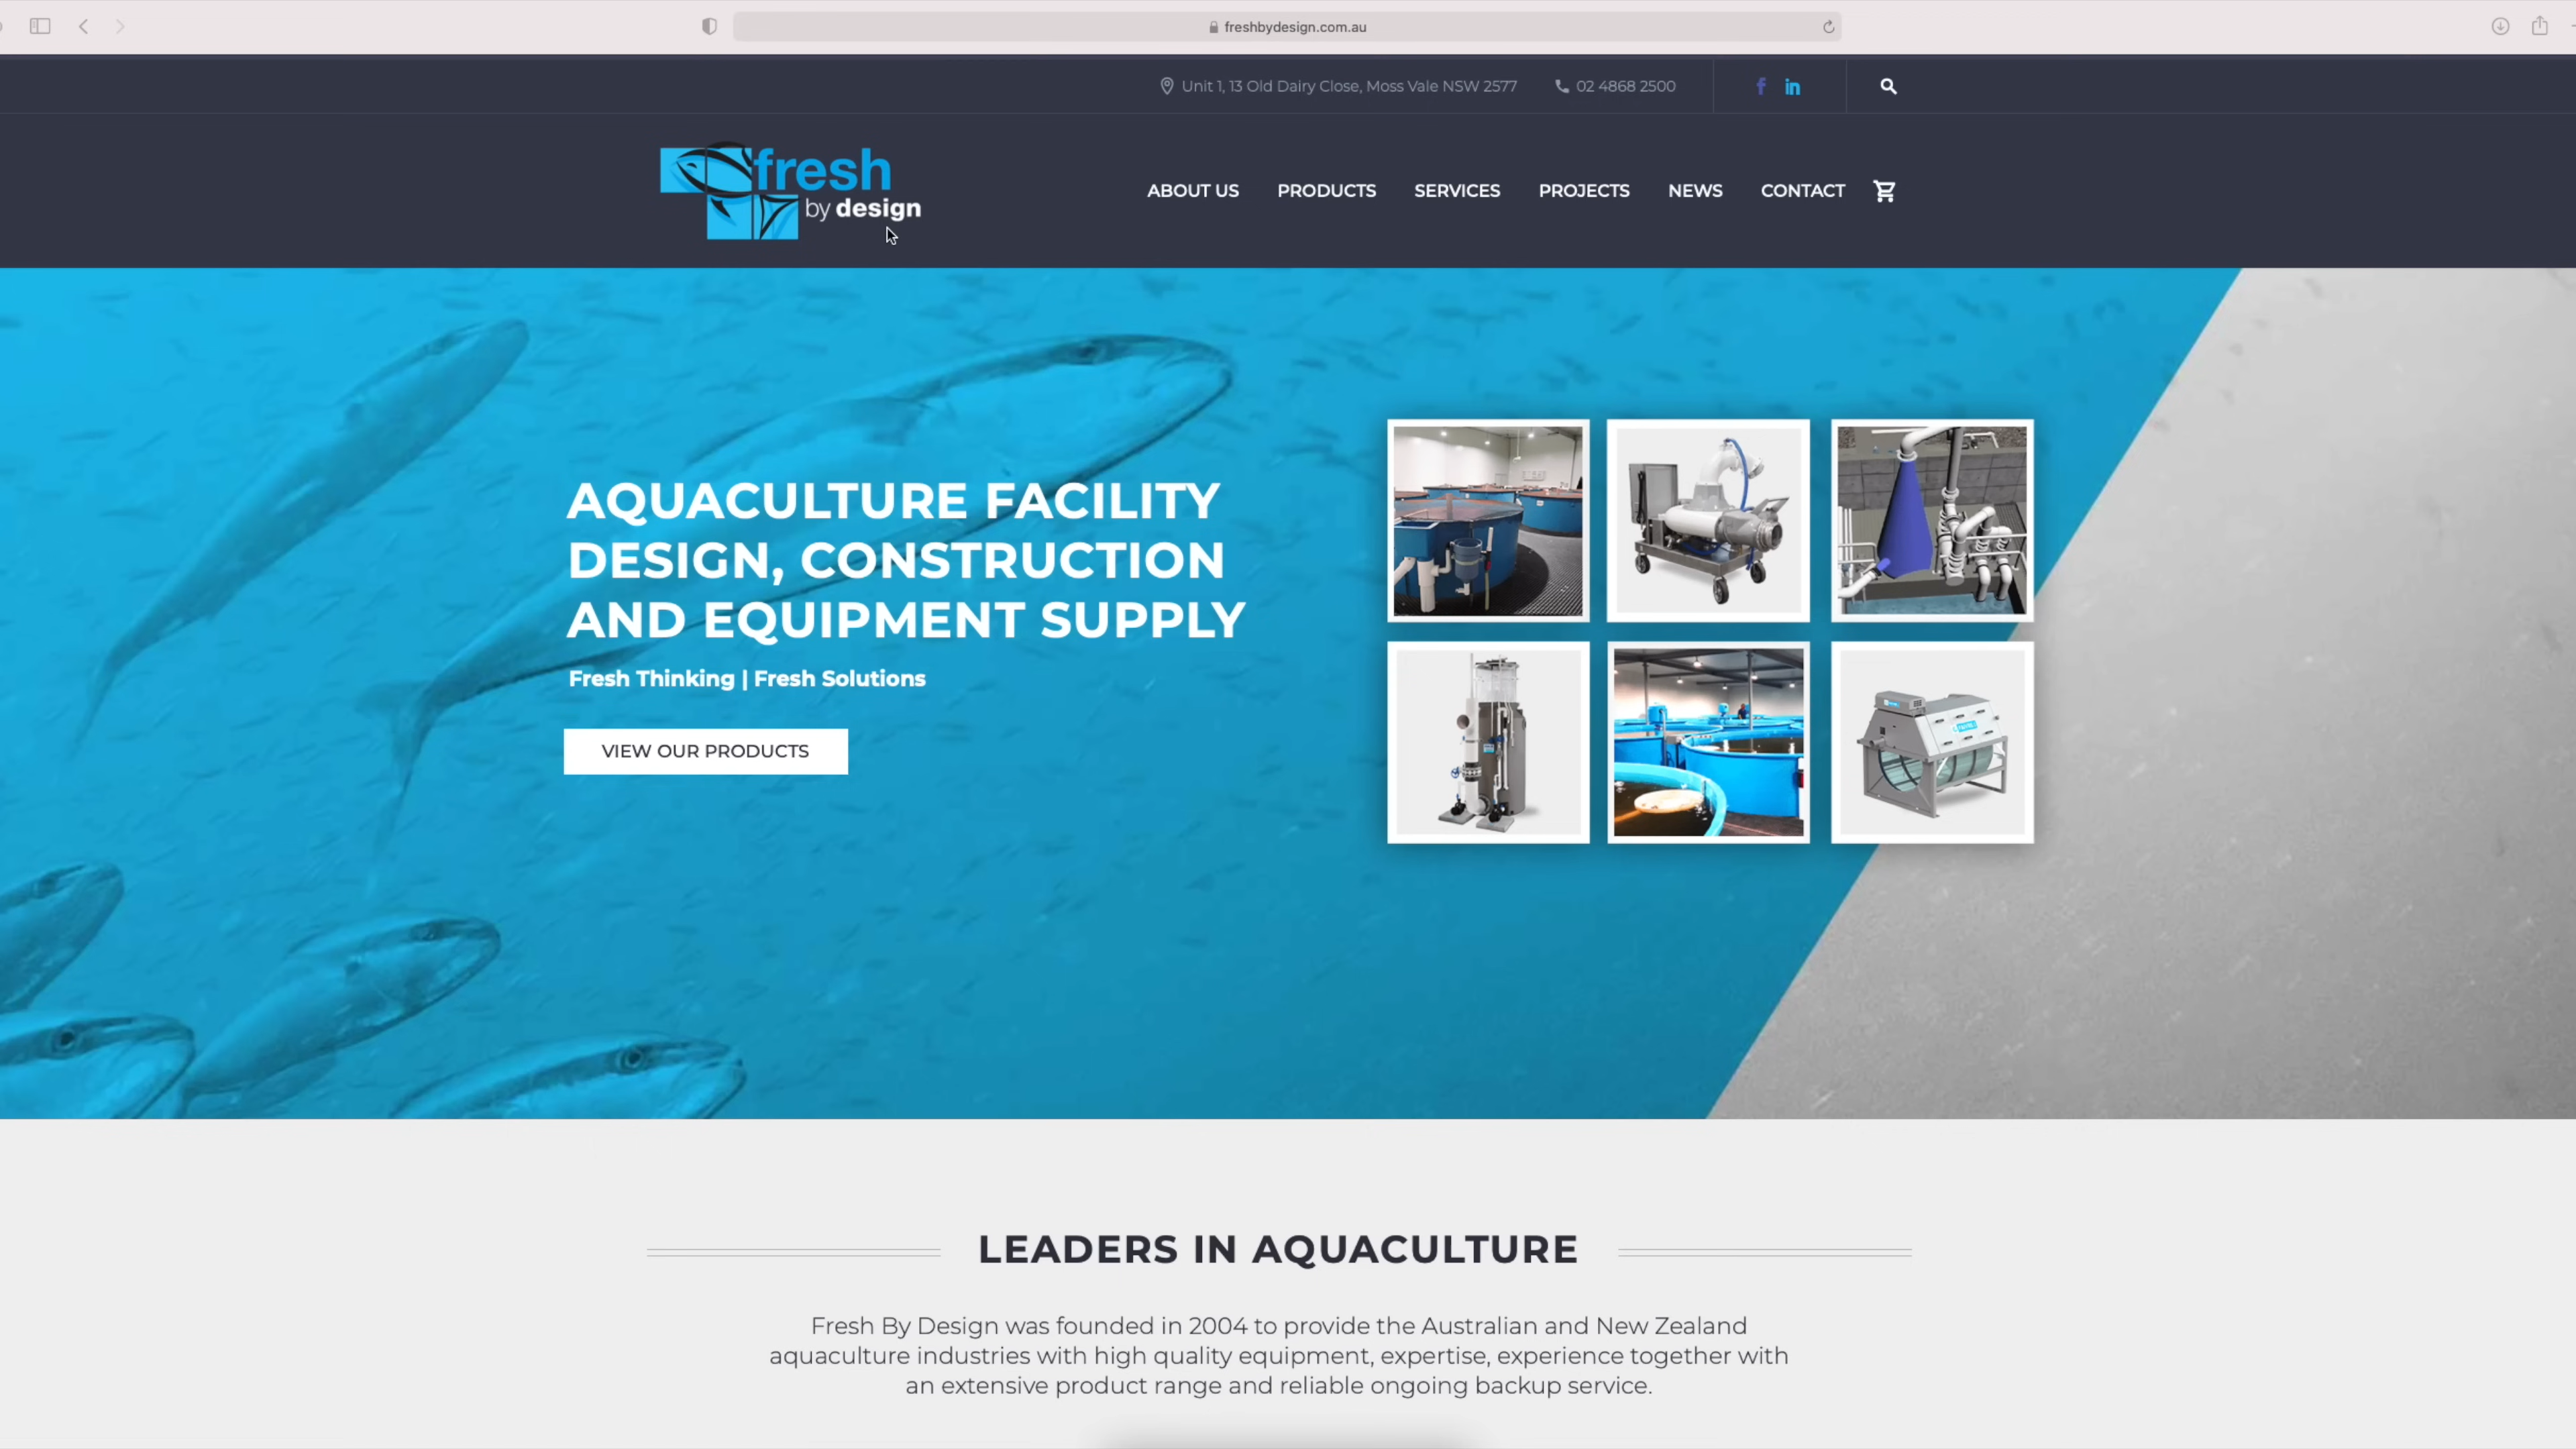 freshbydesign.com.au
Unit 1, 13 Old Dairy Close, Moss Vale NSW 2577
02 4868 2500
fresh
by design
ABOUT US
PRODUCTS
SERVICES
PROJECTS
NEWS
CONTACT
AQUACULTURE FACILITY
DESIGN, CONSTRUCTION
AND EQUIPMENT SUPPLY
Fresh Thinking | Fresh Solutions
VIEW OUR PRODUCTS
LEADERS IN AQUACULTURE
Fresh By Design was founded in 2004 to provide the Australian and New Zealand
aquaculture industries with high quality equipment, expertise, experience together with
an extensive product range and reliable ongoing backup service.